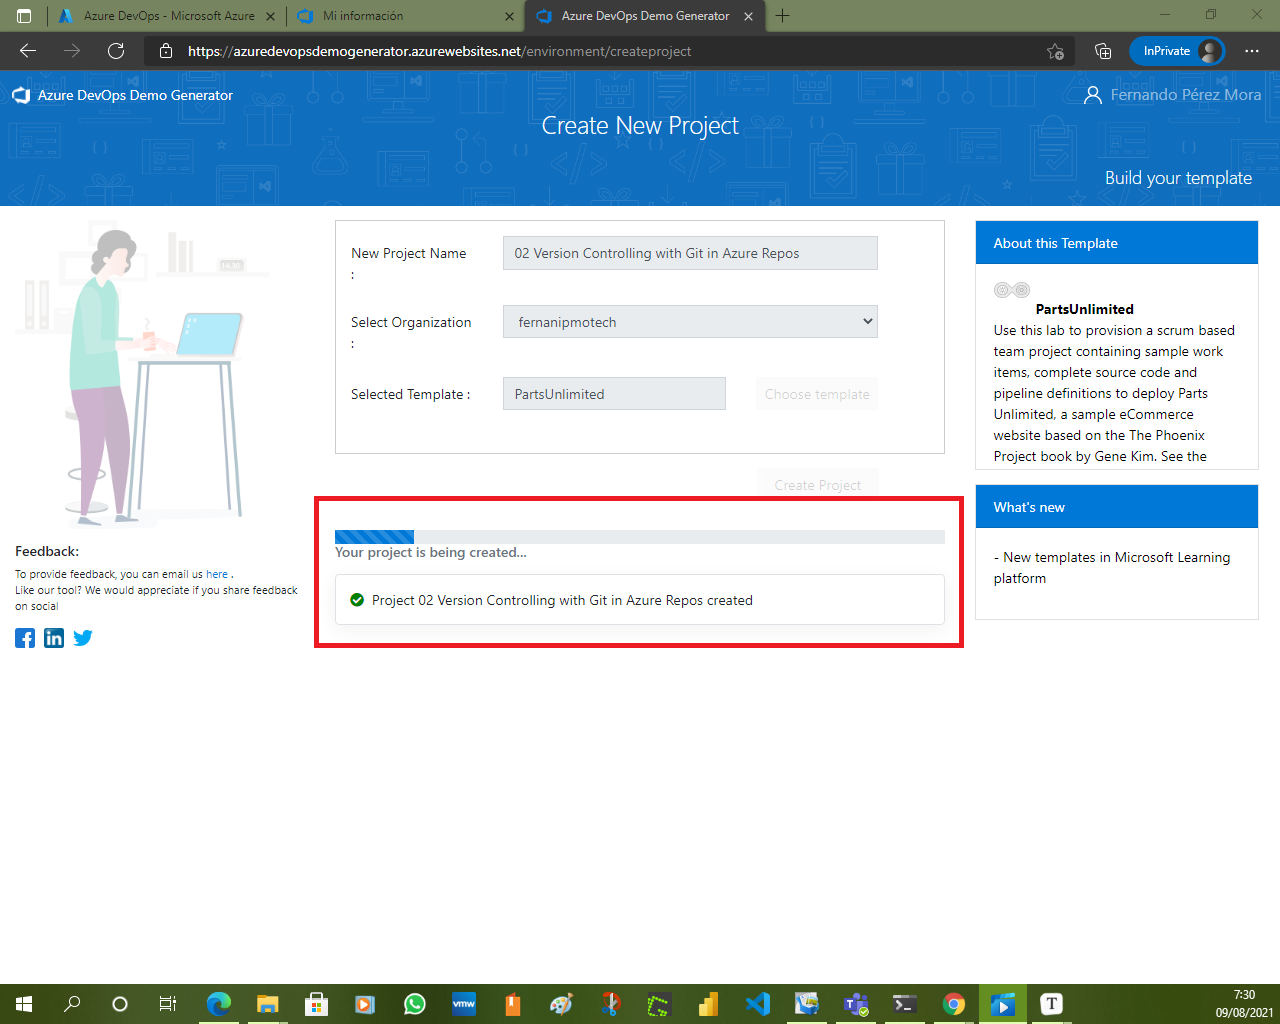 Azure DevOps - Microsoft Azure
Mi información
Azure DevOps Demo Generator
https://azuredevopsdemogenerator.azurewebsites.net/environment/createproject
InPrivate
Azure DevOps Demo Generator
Fernando Pérez Mora
Create New Project
Build your template
New Project Name
:
02 Version Controlling with Git in Azure Repos
Select Organization
:
fernanipmotech
Selected Template :
PartsUnlimited
Choose template
Create Project
Your project is being created...
Project 02 Version Controlling with Git in Azure Repos created
About this Template
PartsUnlimited
Use this lab to provision a scrum based
team project containing sample work
items, complete source code and
pipeline definitions to deploy Parts
Unlimited, a sample eCommerce
website based on the The Phoenix
Project book by Gene Kim. See the
What's new
- New templates in Microsoft Learning
platform
Feedback:
To provide feedback, you can email us here .
Like our tool? We would appreciate if you share feedback
on social
vmw
T
7:30
09/08/2021